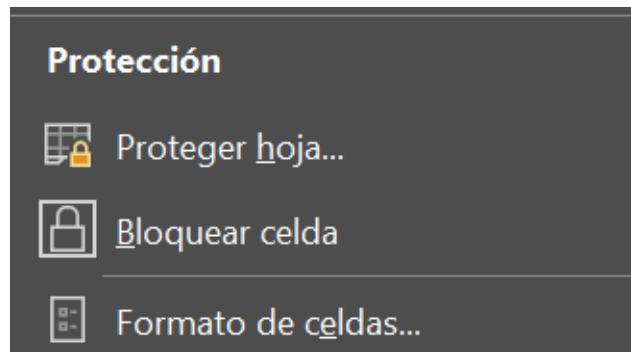 Protección
Proteger hoja...
Bloquear celda
Formato de celdas...